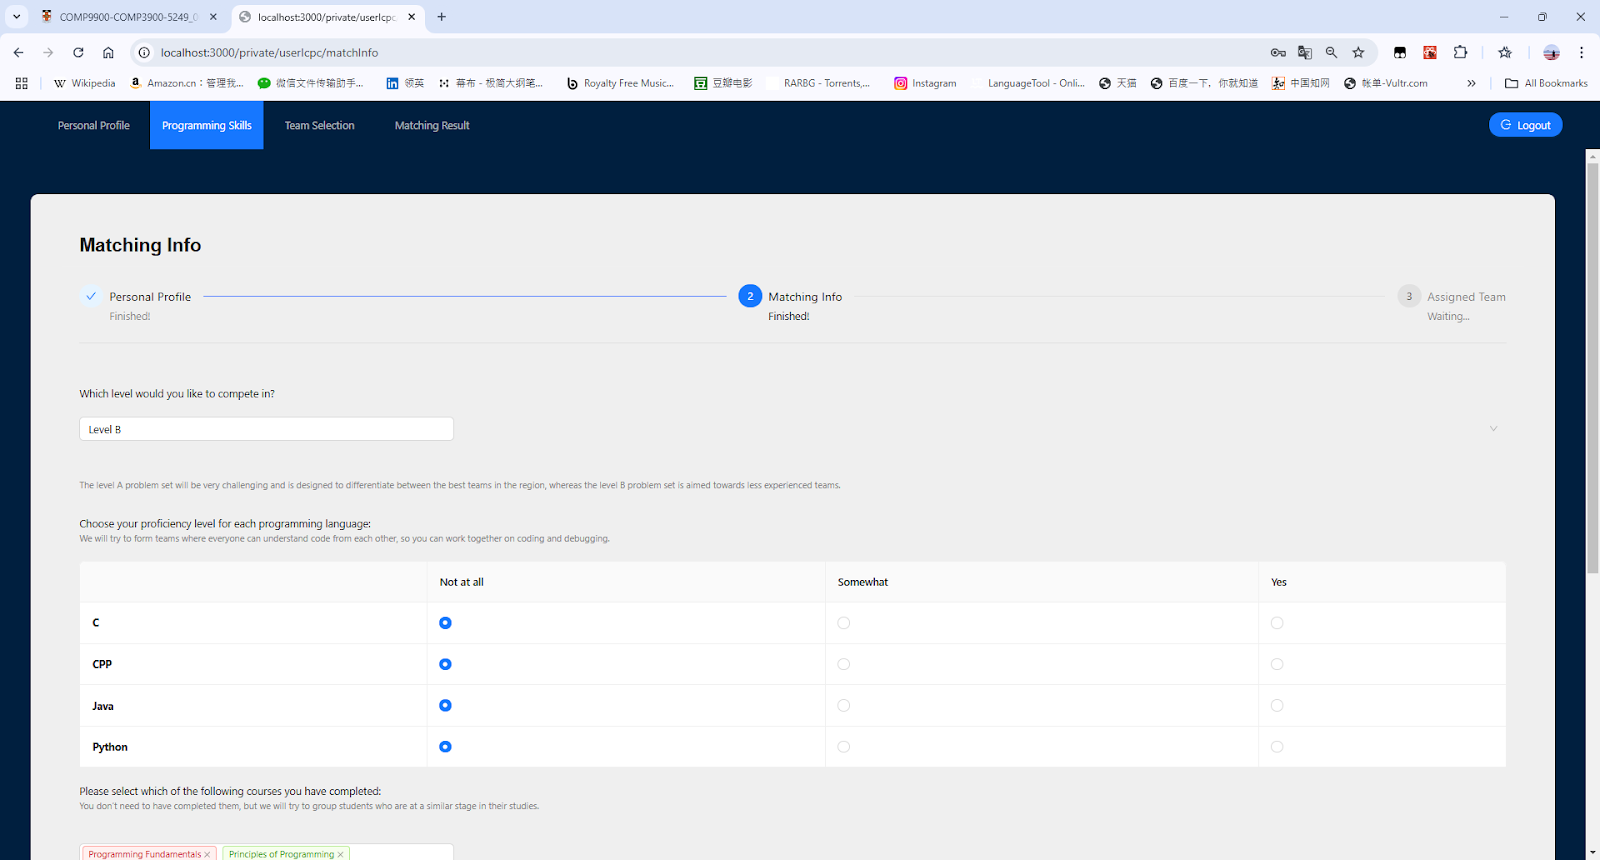 COMP9900-COMP3900-5249_0
localhost:3000/private/userIcpc
localhost:3000/private/userIcpc/matchInfo
Wikipedia
Amazon.cn：管理我...
微信文件传输助手...
领英
幕布 - 极简大纲笔...
Royalty Free Music...
豆瓣电影
RARBG - Torrents,...
Instagram
LanguageTool - Onli...
天猫
百度一下，你就知道
中国知网
帐单-Vultr.com
All Bookmarks
Personal Profile
Programming Skills
Team Selection
Matching Result
Logout
Matching Info
Personal Profile
Finished!
2
Matching Info
Finished!
3
Assigned Team
Waiting...
Which level would you like to compete in?
Level B
The level A problem set will be very challenging and is designed to differentiate between the best teams in the region, whereas the level B problem set is aimed towards less experienced teams.
Choose your proficiency level for each programming language:
We will try to form teams where everyone can understand code from each other, so you can work together on coding and debugging.
Not at all
Somewhat
Yes
C
CPP
Java
Python
Please select which of the following courses you have completed:
You don't need to have completed them, but we will try to group students who are at a similar stage in their studies.
Programming Fundamentals
Principles of Programming